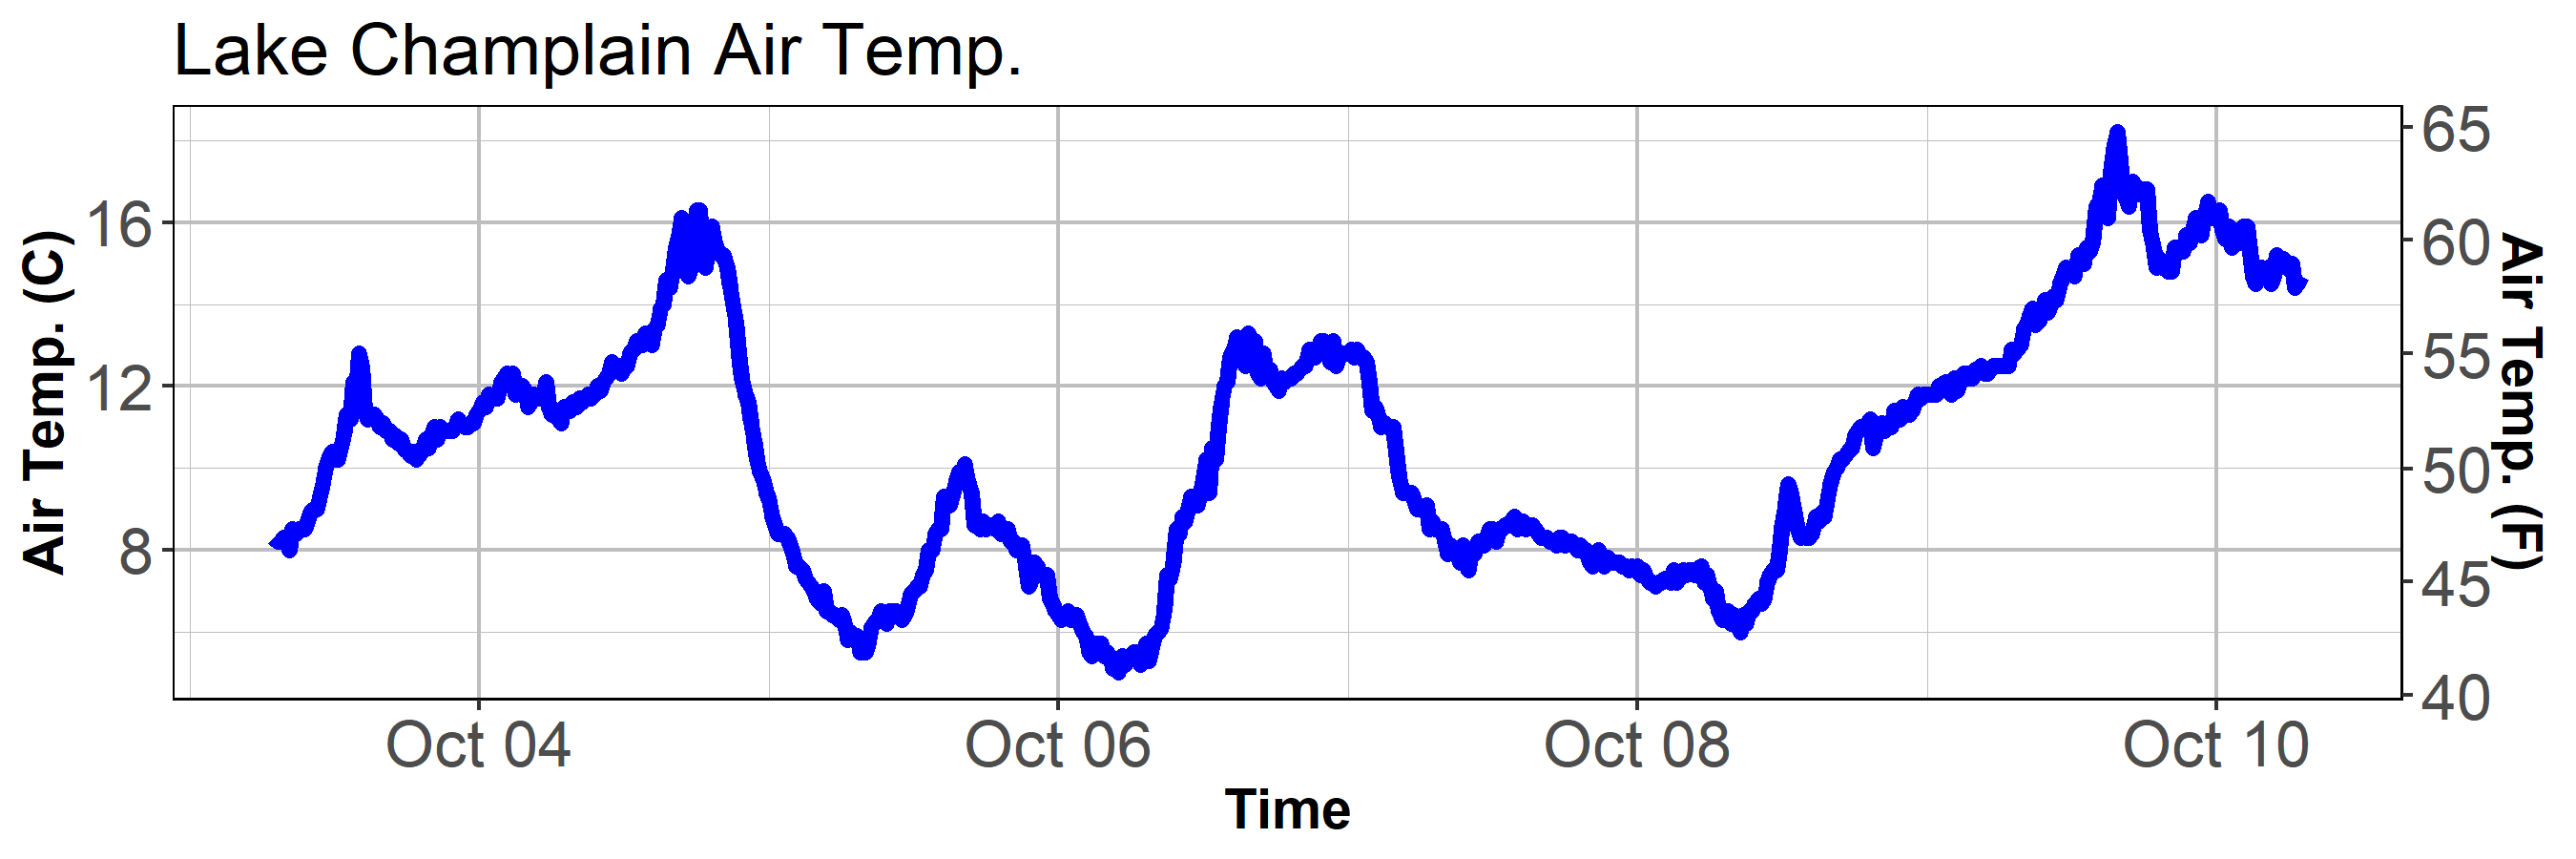 Lake Champlain Air Temp.
Air Temp. (C)
16
12
8
65
60
55
50
45
40
Air Temp. (F)
Oct 04
Oct 06
Oct 08
Oct 10
Time